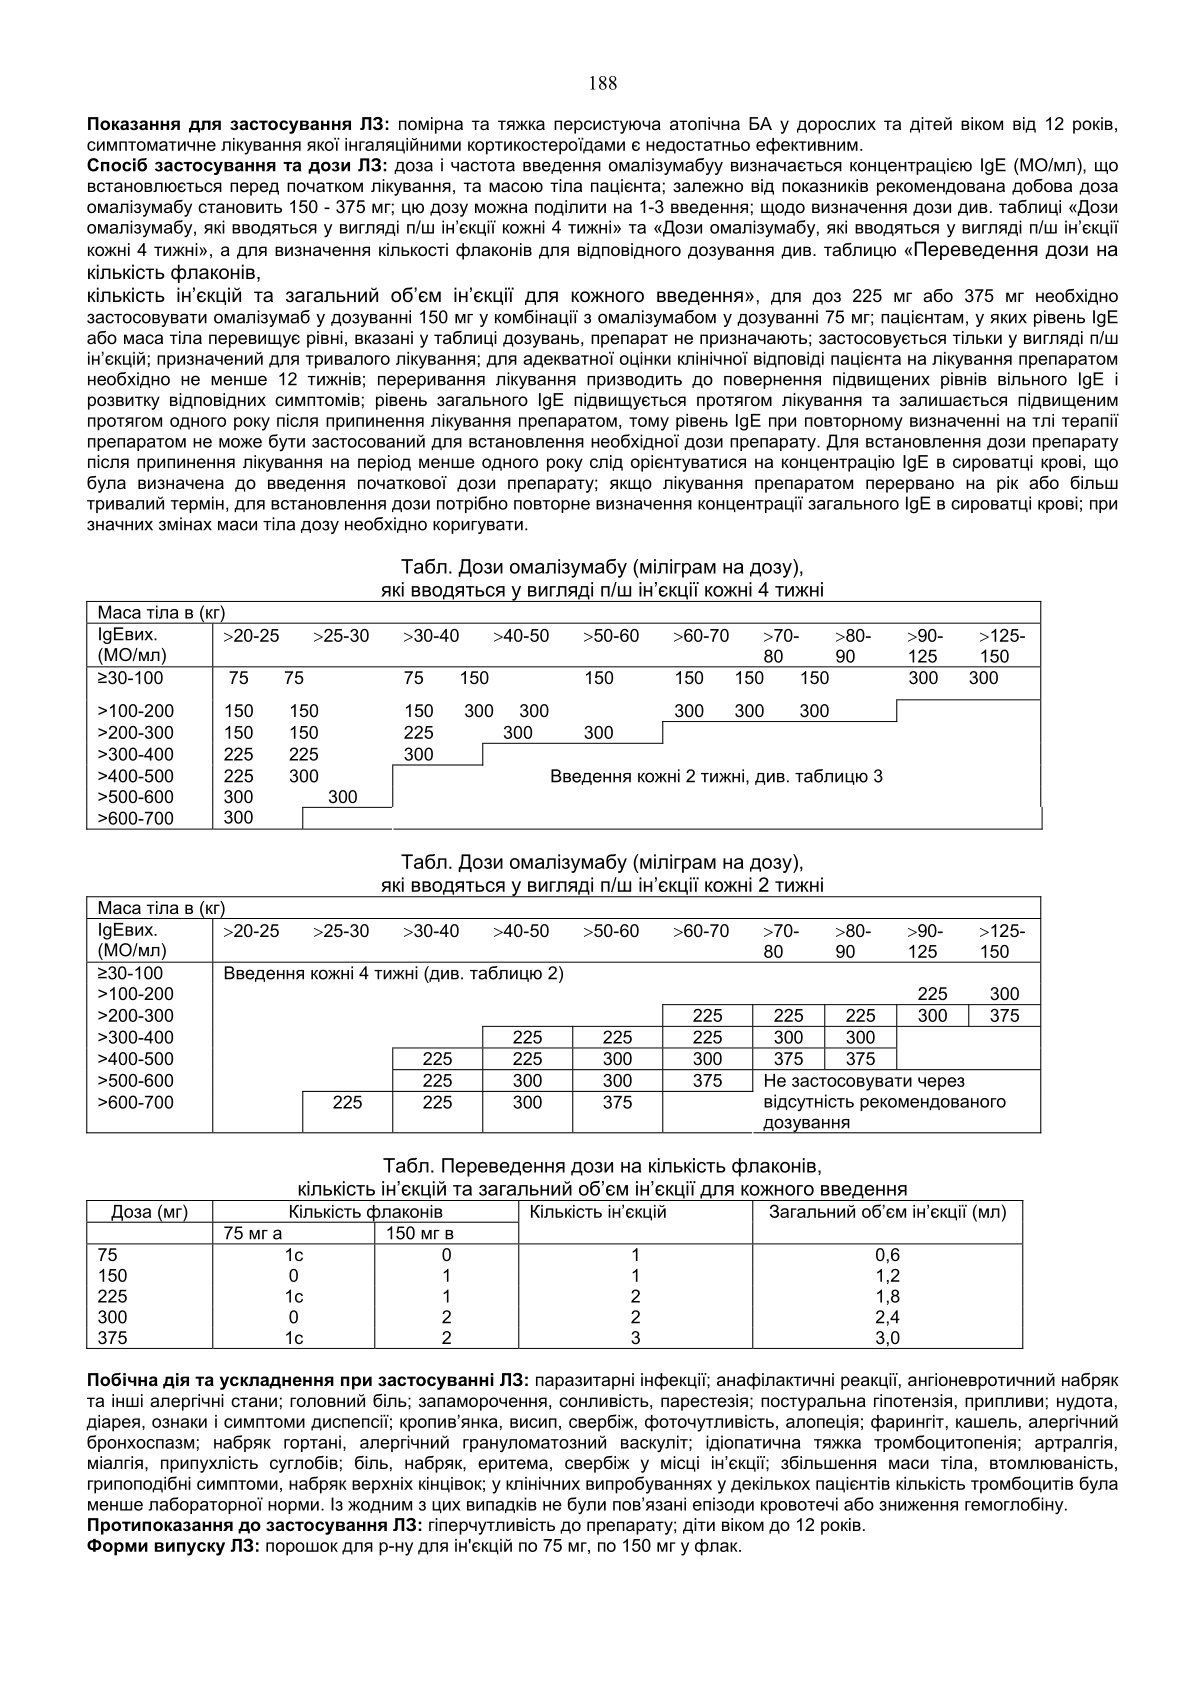 188
Показання для застосування ЛЗ: помірна та тяжка персистуюча атопічна БА у дорослих та дітей віком від 12 років,
симптоматичне лікування якої інгаляційними кортикостероїдами є недостатньо ефективним.
Спосіб застосування та дози ЛЗ: доза і частота введення омалізумабуу визначається концентрацією IgE (МО/мл), що
встановлюється перед початком лікування, та масою тіла пацієнта; залежно від показників рекомендована добова доза
омалізумабу становить 150 - 375 мг; цю дозу можна поділити на 1-3 введення; щодо визначення дози див. таблиці «Дози
омалізумабу, які вводяться у вигляді п/ш ін’єкції кожні 4 тижні» та «Дози омалізумабу, які вводяться у вигляді п/ш ін’єкції
кожні 4 тижні», а для визначення кількості флаконів для відповідного дозування див. таблицю «Переведення дози на
кількість флаконів,
кількість ін’єкцій та загальний об’єм ін’єкції для кожного введення», для доз 225 мг або 375 мг необхідно
застосовувати омалізумаб у дозуванні 150 мг у комбінації з омалізумабом у дозуванні 75 мг; пацієнтам, у яких рівень IgE
або маса тіла перевищує рівні, вказані у таблиці дозувань, препарат не призначають; застосовується тільки у вигляді п/ш
ін’єкцій; призначений для тривалого лікування; для адекватної оцінки клінічної відповіді пацієнта на лікування препаратом
необхідно не менше 12 тижнів; переривання лікування призводить до повернення підвищених рівнів вільного IgE і
розвитку відповідних симптомів; рівень загального IgE підвищується протягом лікування та залишається підвищеним
протягом одного року після припинення лікування препаратом, тому рівень IgE при повторному визначенні на тлі терапії
препаратом не може бути застосований для встановлення необхідної дози препарату. Для встановлення дози препарату
після припинення лікування на період менше одного року слід орієнтуватися на концентрацію IgE в сироватці крові, що
була визначена до введення початкової дози препарату; якщо лікування препаратом перервано на рік або більш
тривалий термін, для встановлення дози потрібно повторне визначення концентрації загального IgE в сироватці крові; при
значних змінах маси тіла дозу необхідно коригувати.
Табл. Дози омалізумабу (міліграм на дозу),
які вводяться у вигляді п/ш ін’єкції кожні 4 тижні
Маса тіла в (кг)
IgEвих. >20-25 >25-30 >30-40 >40-50 >50-60 >60-70 >70- >80- >90- >125-
(МО/мл) 80 90 125 150
≥30-100 75 75 75 150 150 150 150 150 300 300
>100-200 150 150 150 300 300 300 300 300
>200-300 150 150 225 300 300
>300-400 225 225 300
>400-500 225 300 Введення кожні 2 тижні, див. таблицю 3
>500-600 300 300
>600-700 300
Табл. Дози омалізумабу (міліграм на дозу),
які вводяться у вигляді п/ш ін’єкції кожні 2 тижні
Маса тіла в (кг)
IgEвих. >20-25 >25-30 >30-40 >40-50 >50-60 >60-70 >70- >80- >90- >125-
(МО/мл) 80 90 125 150
≥30-100 Введення кожні 4 тижні (див. таблицю 2)
>100-200 225 300
>200-300 225 225 225 300 375
>300-400 225 225 225 300 300
>400-500 225 225 300 300 375 375
>500-600 225 300 300 375 Не застосовувати через
>600-700 225 225 300 375 відсутність рекомендованого
дозування
Табл. Переведення дози на кількість флаконів,
кількість ін’єкцій та загальний об’єм ін’єкції для кожного введення
Доза (мг) Кількість флаконів Кількість ін’єкцій Загальний об’єм ін’єкції (мл)
75 мг а 150 мг в
75 1с 0 1 0,6
150 0 1 1 1,2
225 1с 1 2 1,8
300 0 2 2 2,4
375 1с 2 3 3,0
Побічна дія та ускладнення при застосуванні ЛЗ: паразитарні інфекції; анафілактичні реакції, ангіоневротичний набряк
та інші алергічні стани; головний біль; запаморочення, сонливість, парестезія; постуральна гіпотензія, припливи; нудота,
діарея, ознаки і симптоми диспепсії; кропив’янка, висип, свербіж, фоточутливість, алопеція; фарингіт, кашель, алергічний
бронхоспазм; набряк гортані, алергічний грануломатозний васкуліт; ідіопатична тяжка тромбоцитопенія; артралгія,
міалгія, припухлість суглобів; біль, набряк, еритема, свербіж у місці ін’єкції; збільшення маси тіла, втомлюваність,
грипоподібні симптоми, набряк верхніх кінцівок; у клінічних випробуваннях у декількох пацієнтів кількість тромбоцитів була
менше лабораторної норми. Із жодним з цих випадків не були пов’язані епізоди кровотечі або зниження гемоглобіну.
Протипоказання до застосування ЛЗ: гіперчутливість до препарату; діти віком до 12 років.
Форми випуску ЛЗ: порошок для р-ну для ін'єкцій по 75 мг, по 150 мг у флак.